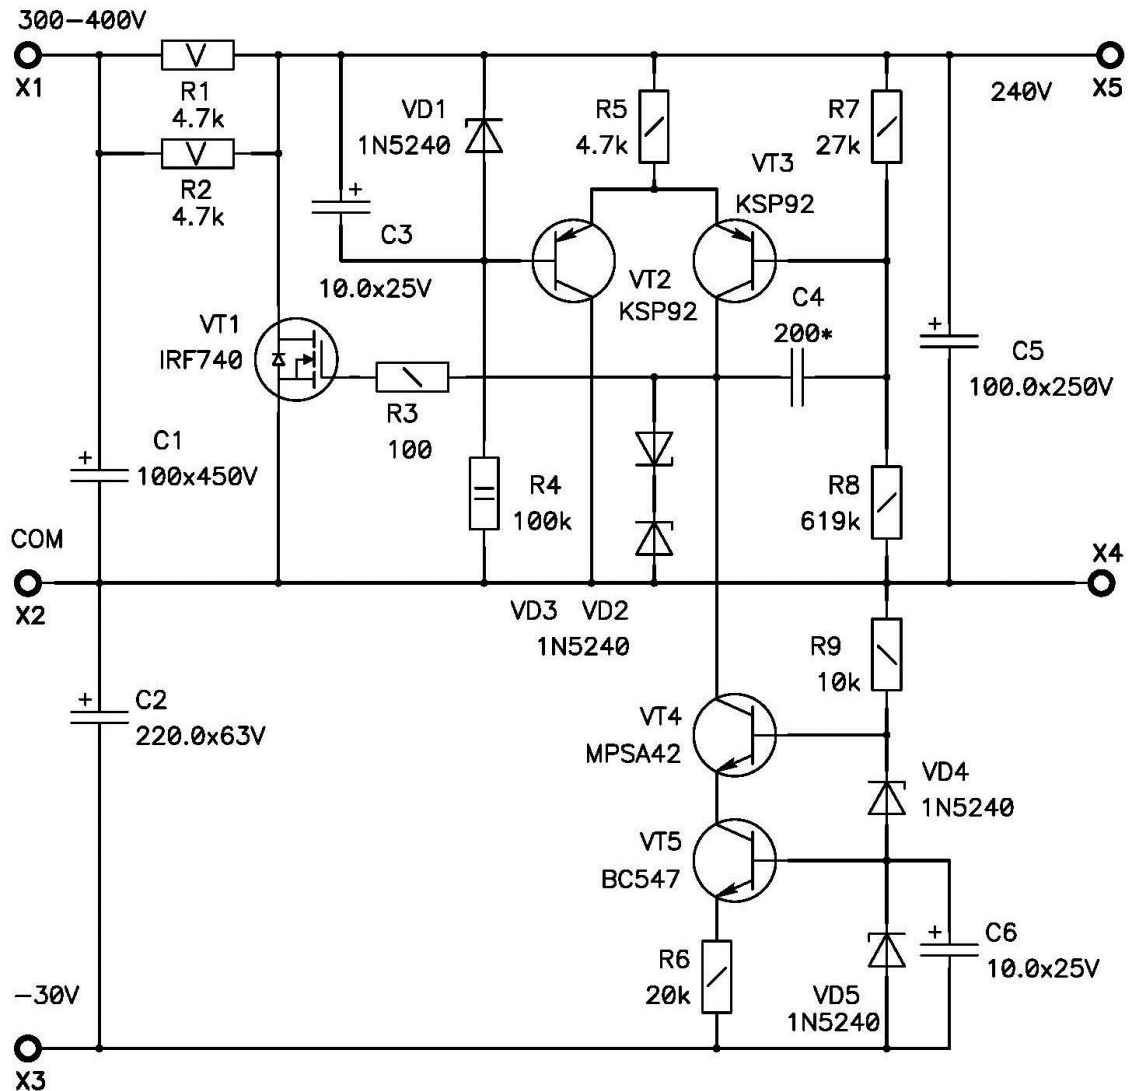 300-400V
X1
R1
4.7k
R2
4.7k
VD1
1N5240
R5
4.7k
R7
27k
240V
X5
VT3
KSP92
C3
10.0x25V
VT2
KSP92
C4
200*
VT1
IRF740
R3
100
C5
100.0x250V
C1
100x450V
R4
100k
R8
619k
COM
X2
X4
VD3 VD2
1N5240
R9
10k
C2
220.0x63V
VT4
MPSA42
VD4
1N5240
VT5
BC547
C6
10.0x25V
R6
20k
VD5
1N5240
-30V
X3
V
V
+
+
+
+
+